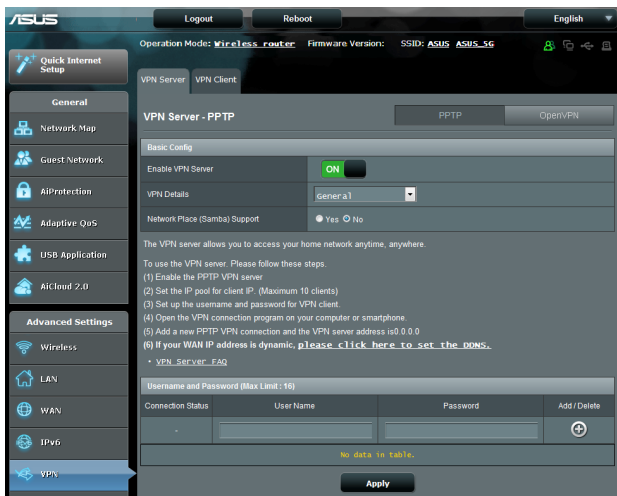 ASUS
Logout
Reboot
English
Operation Mode: Wireless router Firmware Version: SSID: ASUS ASUS_5G
Quick Internet
Setup
VPN Server VPN Client
General
Network Map
Guest Network
AiProtection
Adaptive QoS
USB Application
AiCloud 2.0
Advanced Settings
Wireless
LAN
WAN
IPv6
VPN
VPN Server - PPTP
PPTP
OpenVPN
Basic Config
Enable VPN Server ON
VPN Details General
Network Place (Samba) Support Yes No
The VPN server allows you to access your home network anytime, anywhere.
To use the VPN server. Please follow these steps.
(1) Enable the PPTP VPN server
(2) Set the IP pool for client IP. (Maximum 10 clients)
(3) Set up the username and password for VPN client.
(4) Open the VPN connection program on your computer or smartphone.
(5) Add a new PPTP VPN connection and the VPN server address is0.0.0.0
(6) If your WAN IP address is dynamic, please click here to set the DDNS.
• VPN Server FAQ
Username and Password (Max Limit : 16)
Connection Status User Name Password Add / Delete
-
No data in table.
Apply